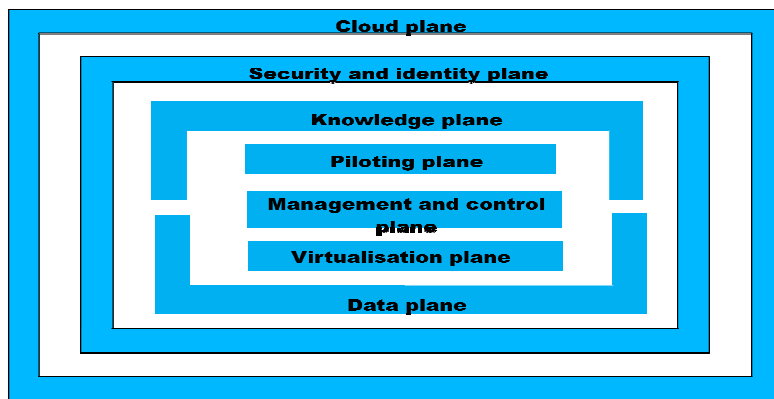 Cloud plane
Security and identity plane
Knowledge plane
Piloting plane
Management and control
plane
Virtualisation plane
Data plane